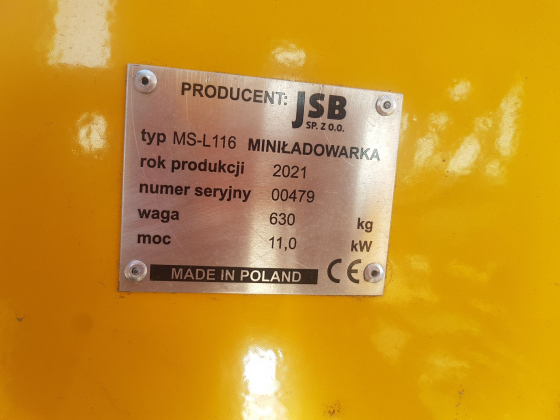 PRODUCENT: JSB
SP. Z O.O.
typ MS-L116 MINIŁADOWARKA
rok produkcji 2021
numer seryjny 00479
waga 630 kg
moc 11,0 kW
MADE IN POLAND CE